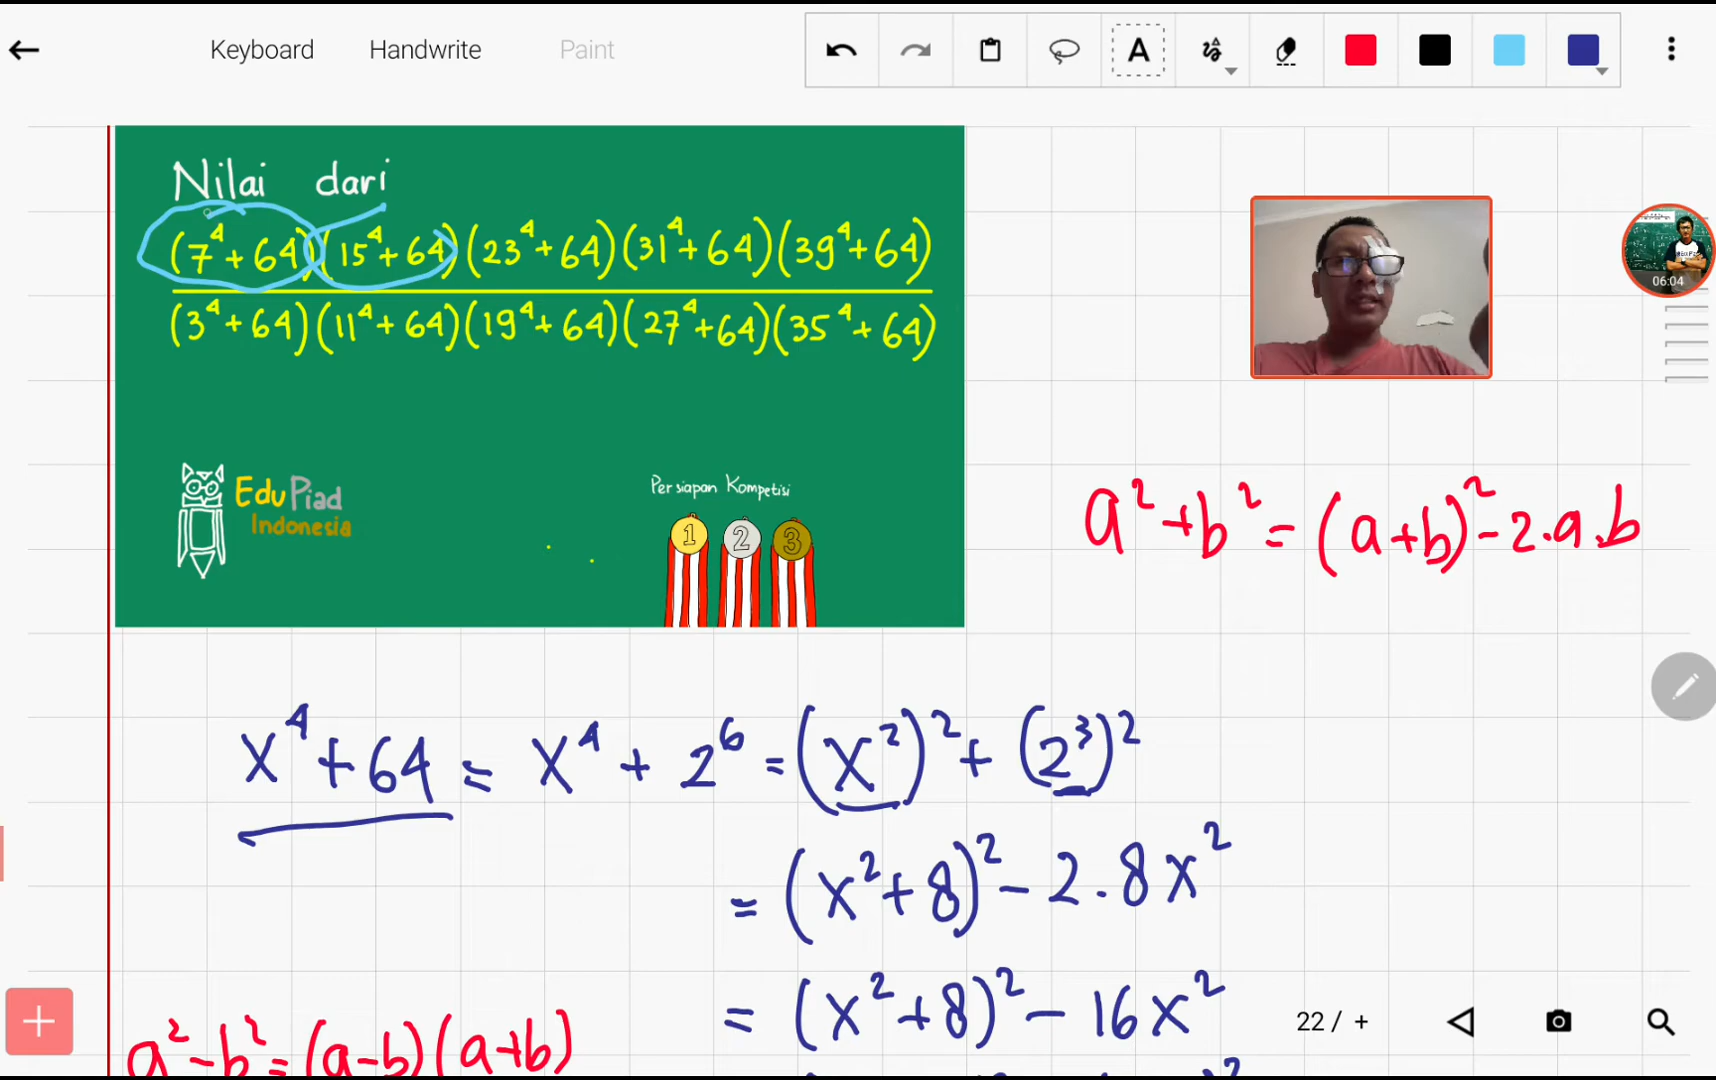 Keyboard Handwrite Paint A
Nilai dari
(7⁴+64)(15⁴+64)(23⁴+64)(31⁴+64)(39⁴+64)
(3⁴+64)(11⁴+64)(19⁴+64)(27⁴+64)(35⁴+64)
06:04
EduPiad
Indonesia
Persiapan Kompetisi
1 2 3
a²+b²=(a+b)²-2.a.b
x⁴+64 = x⁴+2⁶=(x²)²+(2³)²
=(x²+8)²-2.8x²
=(x²+8)²-16x²
a²-b²=(a-b)(a+b)
22 / +